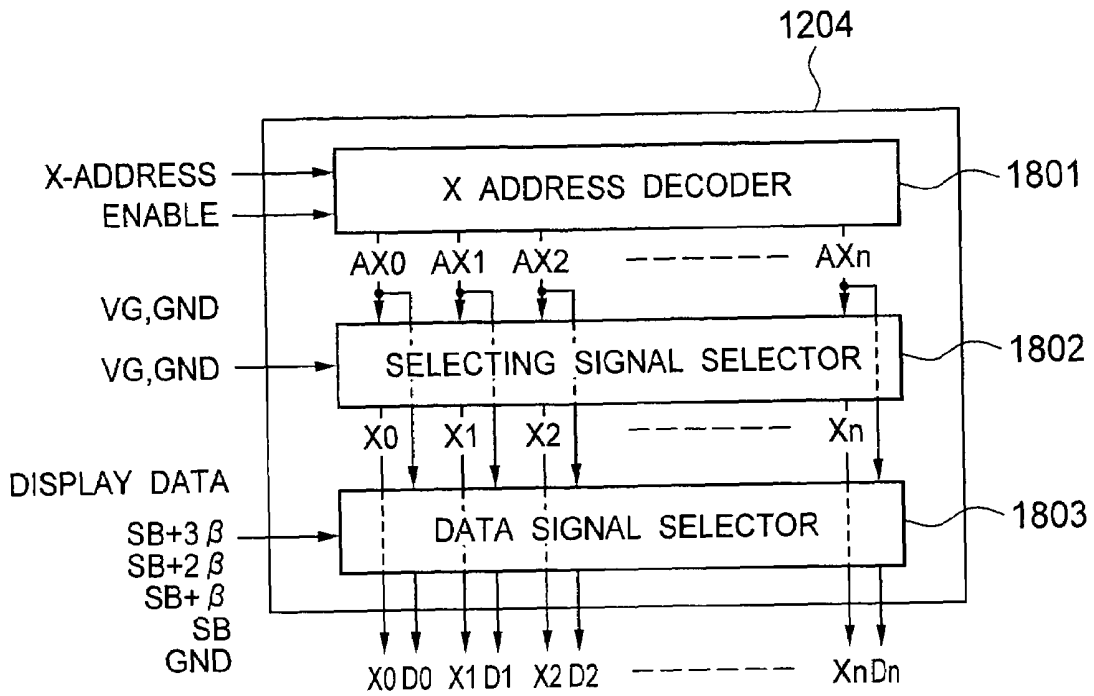 1204
X-ADDRESS
ENABLE
X ADDRESS DECODER
1801
AX0 AX1 AX2 AXn
VG,GND
VG,GND
SELECTING SIGNAL SELECTOR
1802
X0 X1 X2 Xn
DISPLAY DATA
SB+3β
SB+2β
SB+β
SB
GND
DATA SIGNAL SELECTOR
1803
X0 D0 X1 D1 X2 D2 Xn Dn